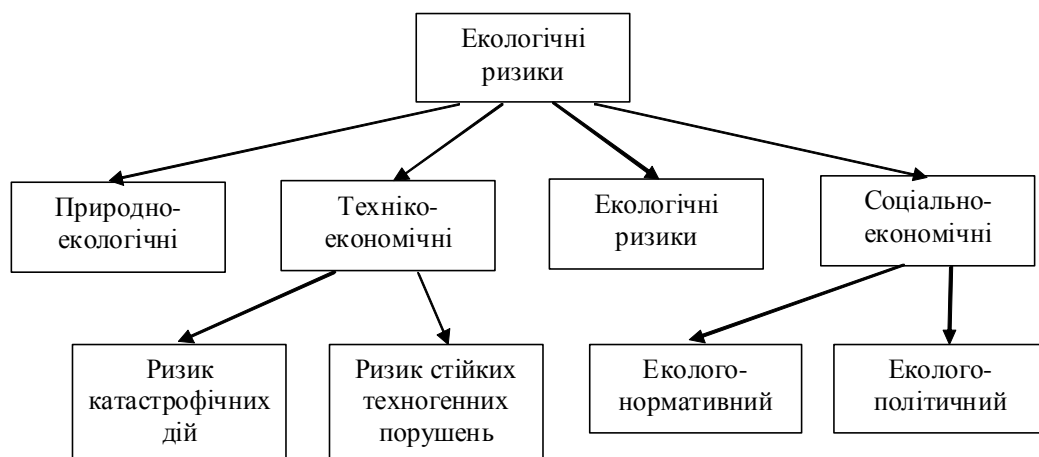 Екологічні
ризики
Природно-
екологічні
Техніко-
економічні
Екологічні
ризики
Соціально-
економічні
Ризик
катастрофічних
дій
Ризик стійких
техногенних
порушень
Еколого-
нормативний
Еколого-
політичний